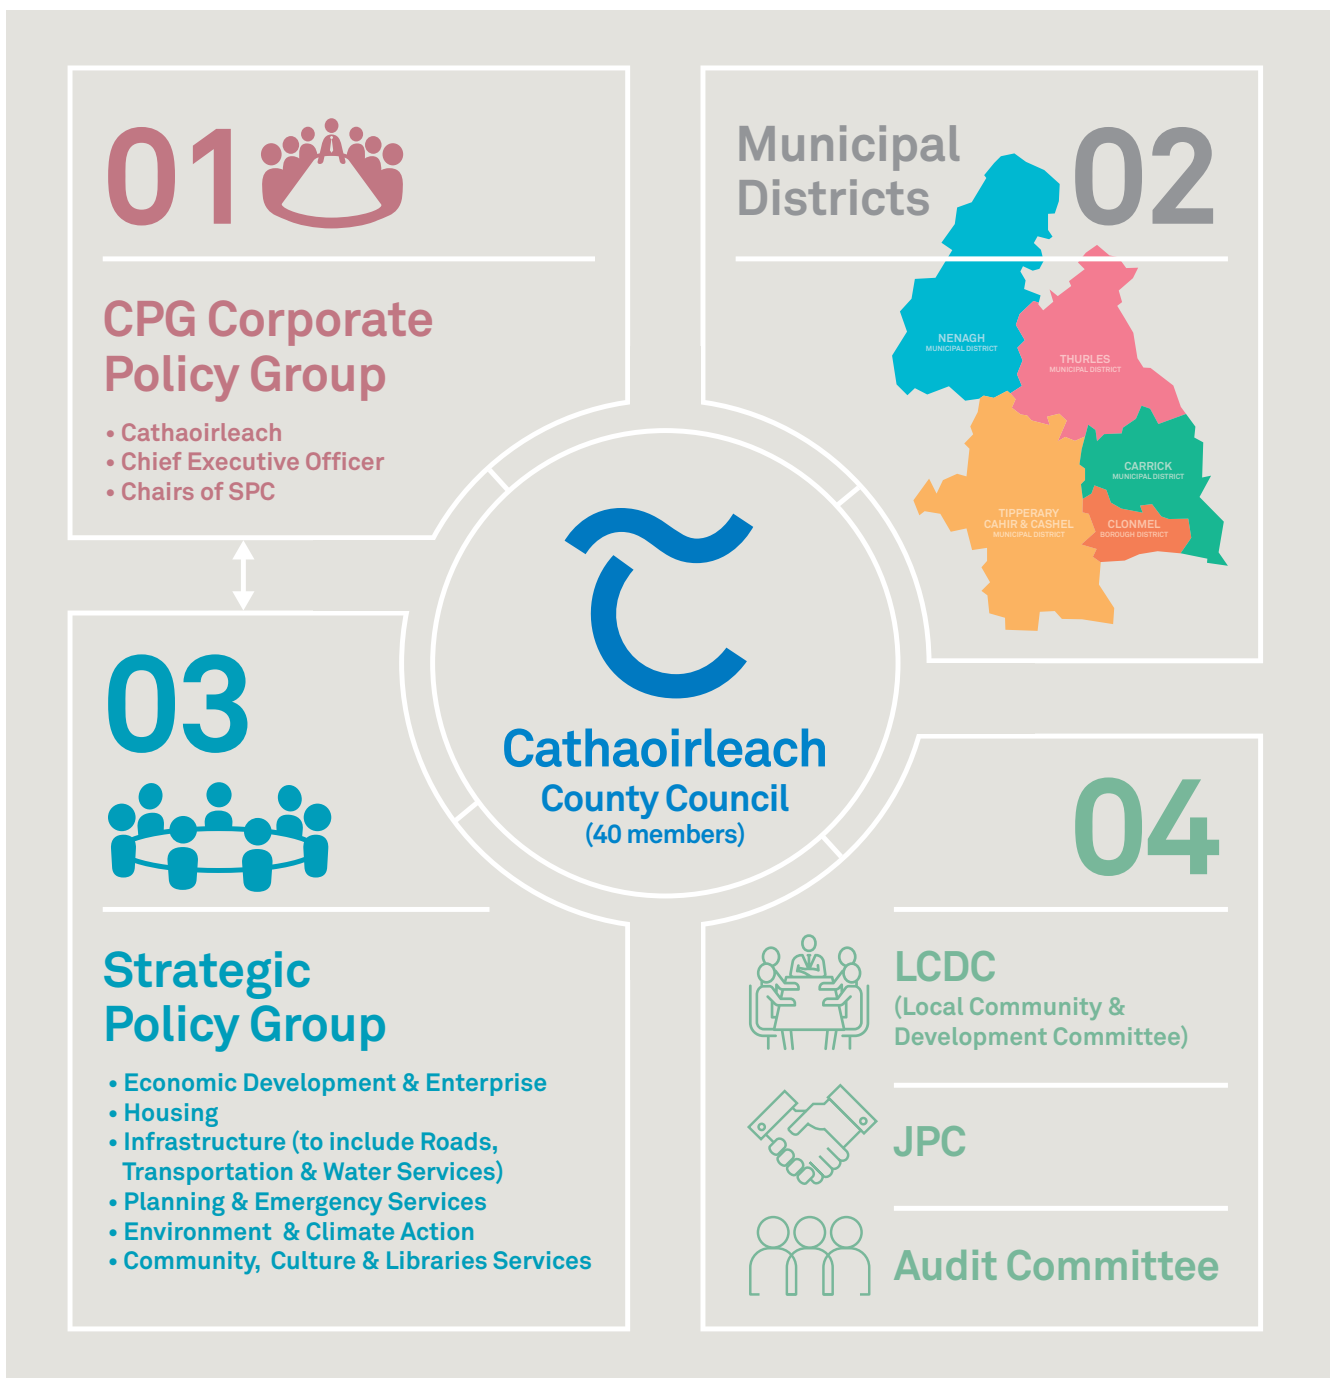 01
CPG Corporate
Policy Group
• Cathaoirleach
• Chief Executive Officer
• Chairs of SPC
Municipal
Districts
02
NENAGH
MUNICIPAL DISTRICT
THURLES
MUNICIPAL DISTRICT
CARRICK
MUNICIPAL DISTRICT
TIPPERARY
CAHIR & CASHEL
MUNICIPAL DISTRICT
CLONMEL
BOROUGH DISTRICT
Cathaoirleach
County Council
(40 members)
03
Strategic
Policy Group
• Economic Development & Enterprise
• Housing
• Infrastructure (to include Roads,
Transportation & Water Services)
• Planning & Emergency Services
• Environment & Climate Action
• Community, Culture & Libraries Services
04
LCDC
(Local Community &
Development Committee)
JPC
Audit Committee